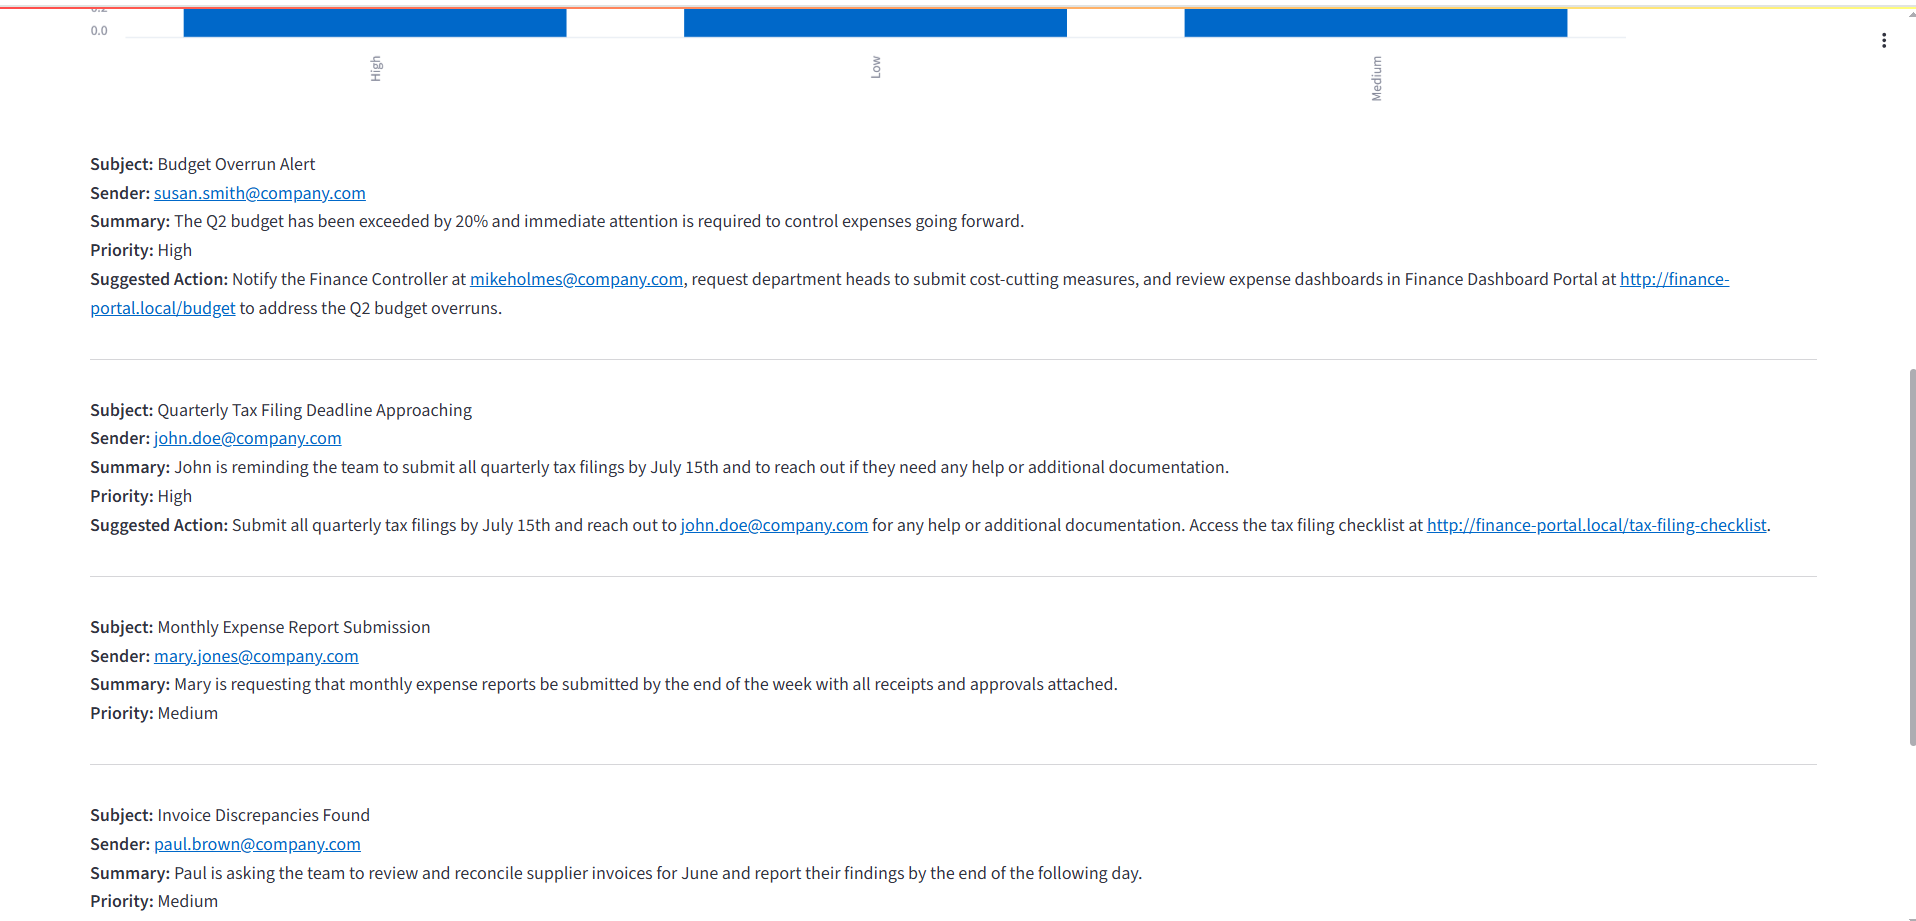 0.2
0.0
High
Low
Medium
Subject: Budget Overrun Alert
Sender: susan.smith@company.com
Summary: The Q2 budget has been exceeded by 20% and immediate attention is required to control expenses going forward.
Priority: High
Suggested Action: Notify the Finance Controller at mikeholmes@company.com, request department heads to submit cost-cutting measures, and review expense dashboards in Finance Dashboard Portal at http://finance-
portal.local/budget to address the Q2 budget overruns.
Subject: Quarterly Tax Filing Deadline Approaching
Sender: john.doe@company.com
Summary: John is reminding the team to submit all quarterly tax filings by July 15th and to reach out if they need any help or additional documentation.
Priority: High
Suggested Action: Submit all quarterly tax filings by July 15th and reach out to john.doe@company.com for any help or additional documentation. Access the tax filing checklist at http://finance-portal.local/tax-filing-checklist.
Subject: Monthly Expense Report Submission
Sender: mary.jones@company.com
Summary: Mary is requesting that monthly expense reports be submitted by the end of the week with all receipts and approvals attached.
Priority: Medium
Subject: Invoice Discrepancies Found
Sender: paul.brown@company.com
Summary: Paul is asking the team to review and reconcile supplier invoices for June and report their findings by the end of the following day.
Priority: Medium